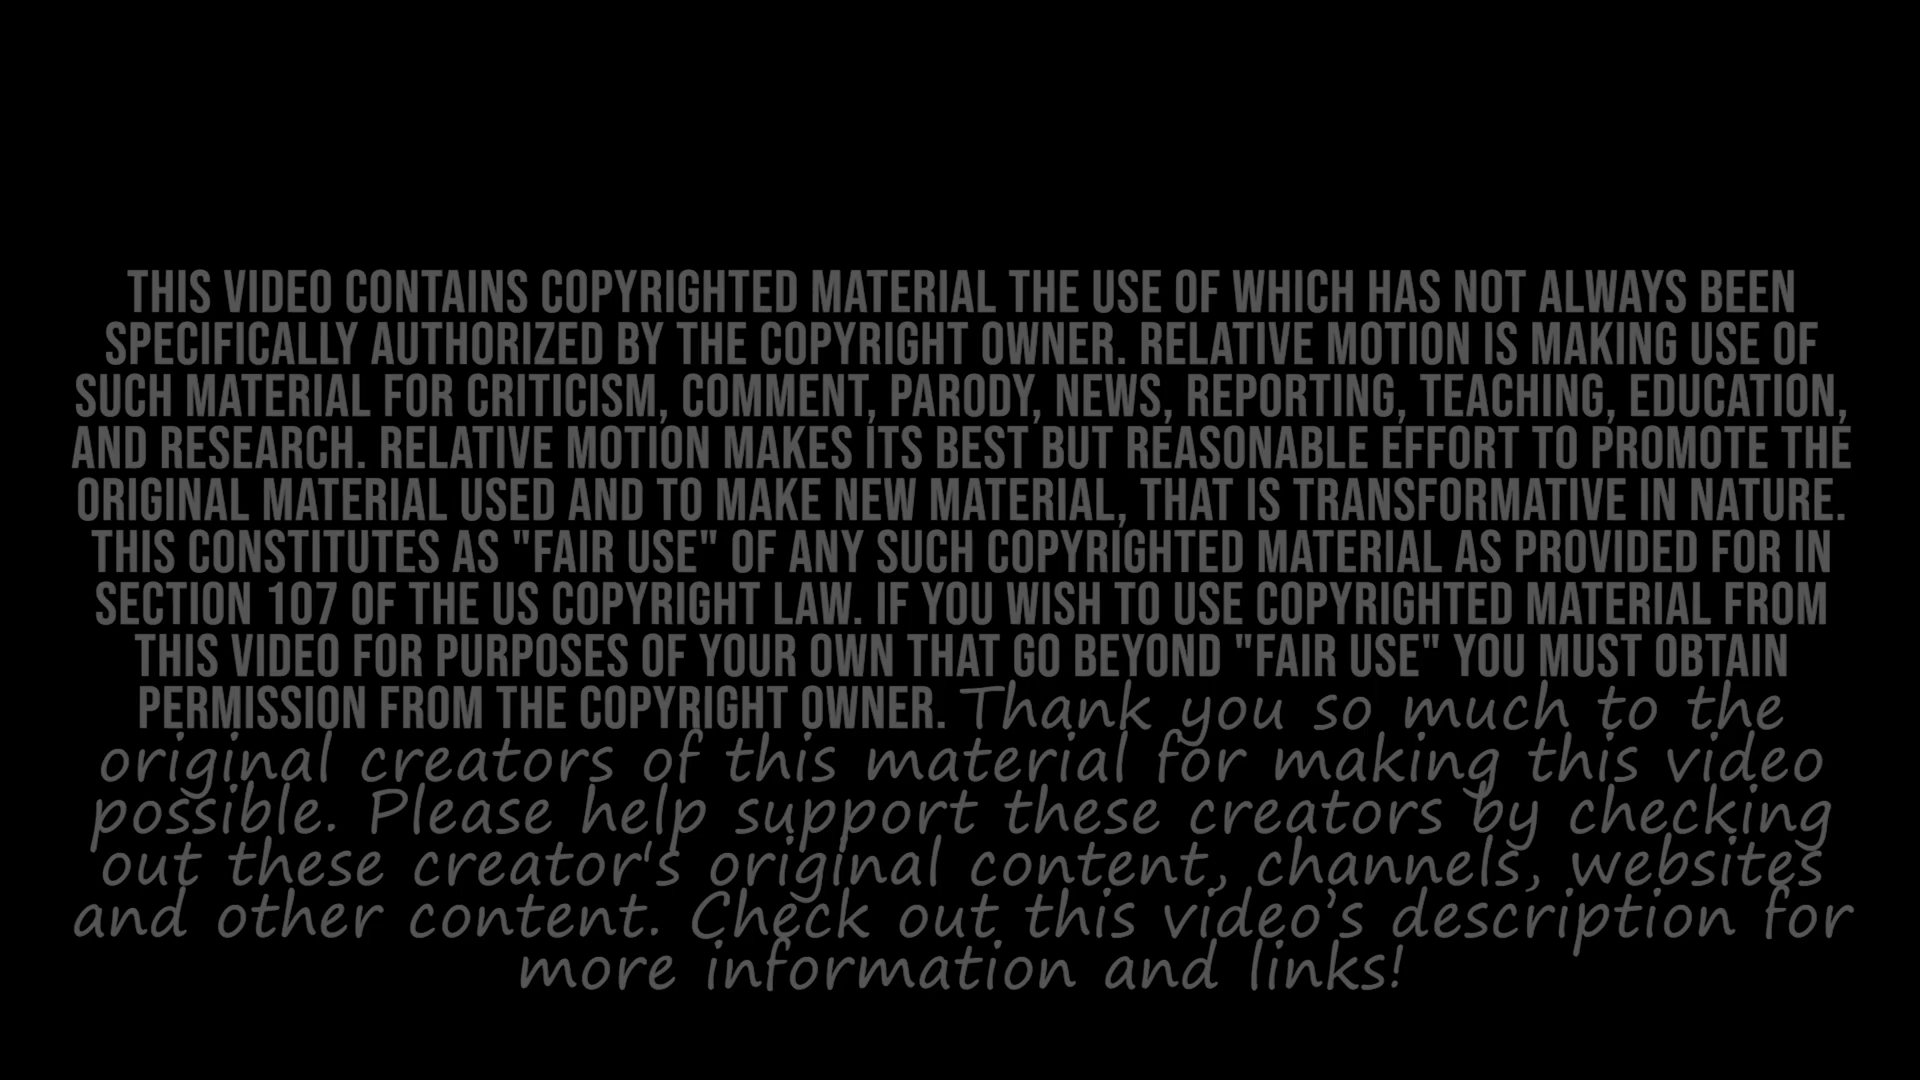 THIS VIDEO CONTAINS COPYRIGHTED MATERIAL THE USE OF WHICH HAS NOT ALWAYS BEEN
SPECIFICALLY AUTHORIZED BY THE COPYRIGHT OWNER. RELATIVE MOTION IS MAKING USE OF
SUCH MATERIAL FOR CRITICISM, COMMENT, PARODY, NEWS, REPORTING, TEACHING, EDUCATION,
AND RESEARCH. RELATIVE MOTION MAKES ITS BEST BUT REASONABLE EFFORT TO PROMOTE THE
ORIGINAL MATERIAL USED AND TO MAKE NEW MATERIAL, THAT IS TRANSFORMATIVE IN NATURE.
THIS CONSTITUTES AS "FAIR USE" OF ANY SUCH COPYRIGHTED MATERIAL AS PROVIDED FOR IN
SECTION 107 OF THE US COPYRIGHT LAW. IF YOU WISH TO USE COPYRIGHTED MATERIAL FROM
THIS VIDEO FOR PURPOSES OF YOUR OWN THAT GO BEYOND "FAIR USE" YOU MUST OBTAIN
PERMISSION FROM THE COPYRIGHT OWNER. Thank you so much to the
original creators of this material for making this video
possible. Please help support these creators by checking
out these creator's original content, channels, websites
and other content. Check out this video’s description for
more information and links!